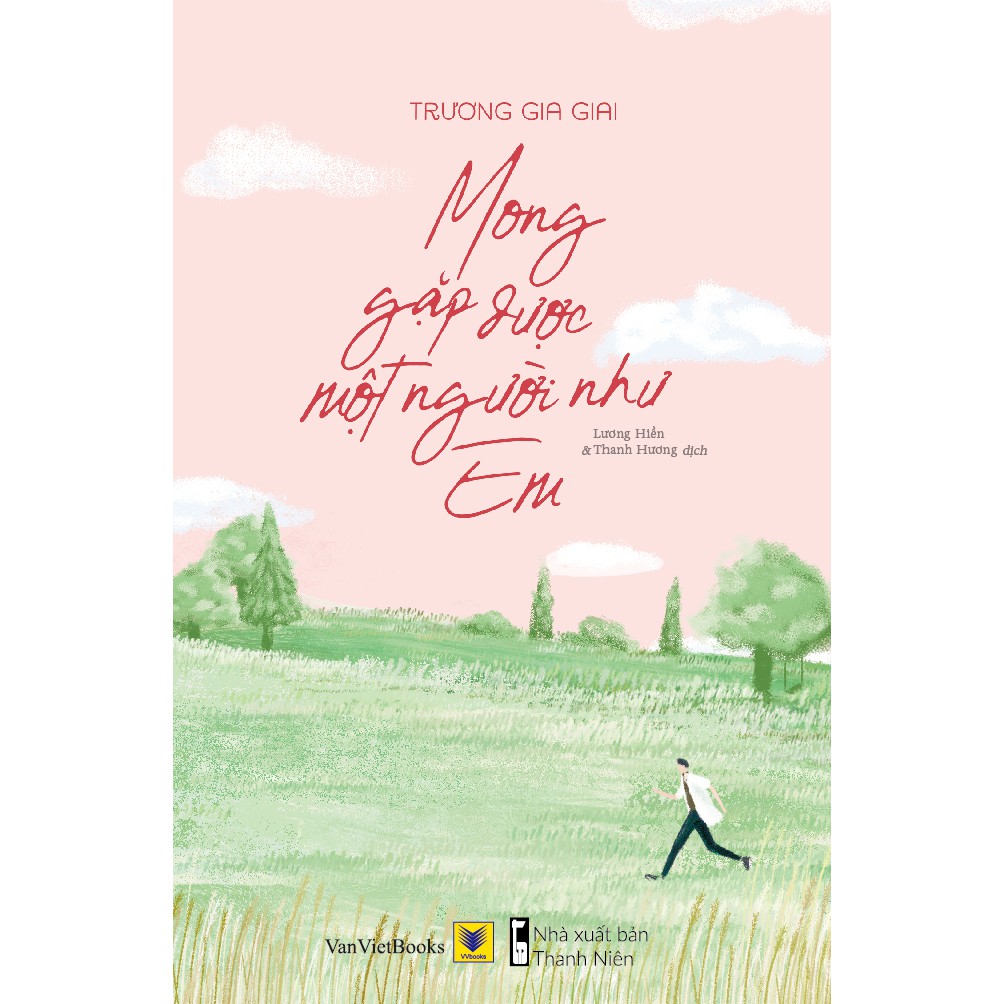 TRƯƠNG GIA GIAI
Mong
gặp được
một người như
Em
Lương Hiền
& Thanh Hương dịch
VanVietBooks
VVbooks
Nhà xuất bản
Thanh Niên